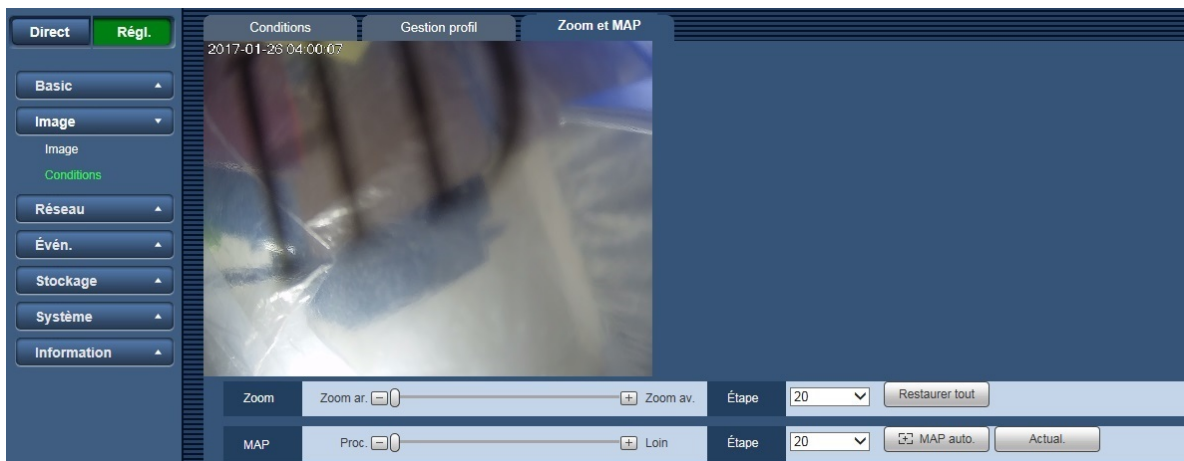 Direct Régl.
Conditions Gestion profil Zoom et MAP
2017-01-26 04:00:07
Basic
Image
Image
Conditions
Réseau
Évén.
Stockage
Système
Information
Zoom Zoom ar. Zoom av. Étape 20 Restaurer tout
MAP Proc. Loin Étape 20 MAP auto. Actual.